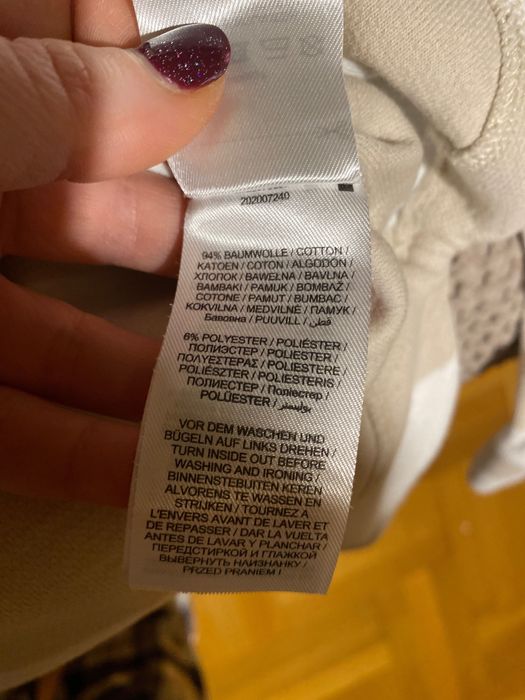 202007240
94% BAUMWOLLE / COTTON /
KATOEN / COTON / ALGODÓN /
ХЛОПОК / BAWEŁNA / BAVLNA /
BAMBAKI / PAMUK / BOMBAŽ /
COTONE / PAMUT / BUMBAC /
KOKVILNA / MEDVILNĖ / ПАМУК /
Бавовна / PUUVILL / قطن
6% POLYESTER / POLIÉSTER /
ПОЛИЭСТЕР / POLIESTER /
ΠΟΛΥΕΣΤΕΡΑΣ / POLIESTERE /
POLIÉSZTER / POLIESTERIS /
ПОЛИЕСТЕР / Поліестер /
POLÜESTER / بوليستر
VOR DEM WASCHEN UND
BÜGELN AUF LINKS DREHEN /
TURN INSIDE OUT BEFORE
WASHING AND IRONING /
BINNENSTEBUITEN KEREN
ALVORENS TE WASSEN EN
STRIJKEN / TOURNEZ A
L'ENVERS AVANT DE LAVER ET
DE REPASSER / DAR LA VUELTA
ANTES DE LAVAR Y PLANCHAR /
ПЕРЕД СТИРКОЙ И ГЛАЖКОЙ
ВЫВЕРНУТЬ НАИЗНАНКУ /
PRZED PRANIEM I